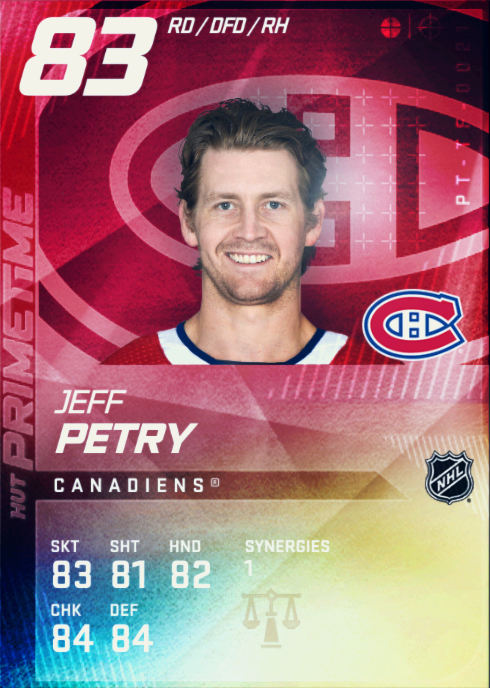 83 RD / DFD / RH
HUT PRIMETIME
JEFF
PETRY
CANADIENS®
NHL
SKT SHT HND SYNERGIES
83 81 82 1
CHK DEF
84 84